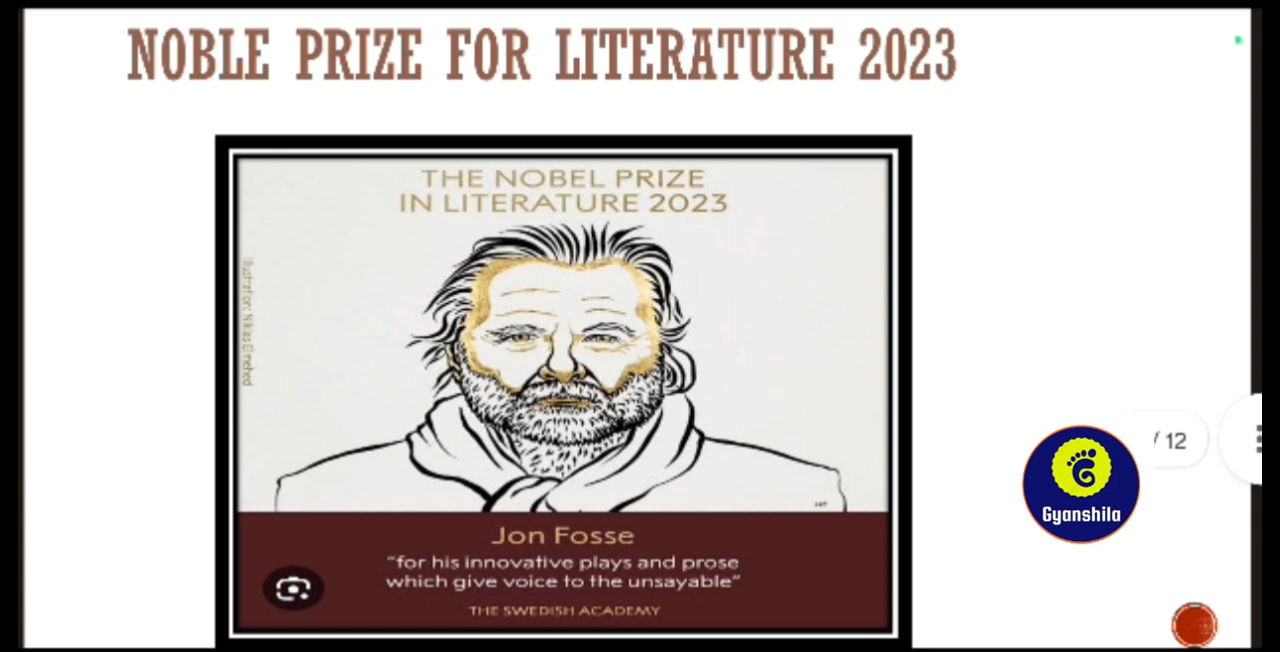 NOBLE PRIZE FOR LITERATURE 2023
THE NOBEL PRIZE
IN LITERATURE 2023
Illustration: Niklas Elmehed
Jon Fosse
"for his innovative plays and prose
which give voice to the unsayable"
THE SWEDISH ACADEMY
/ 12
Gyanshila